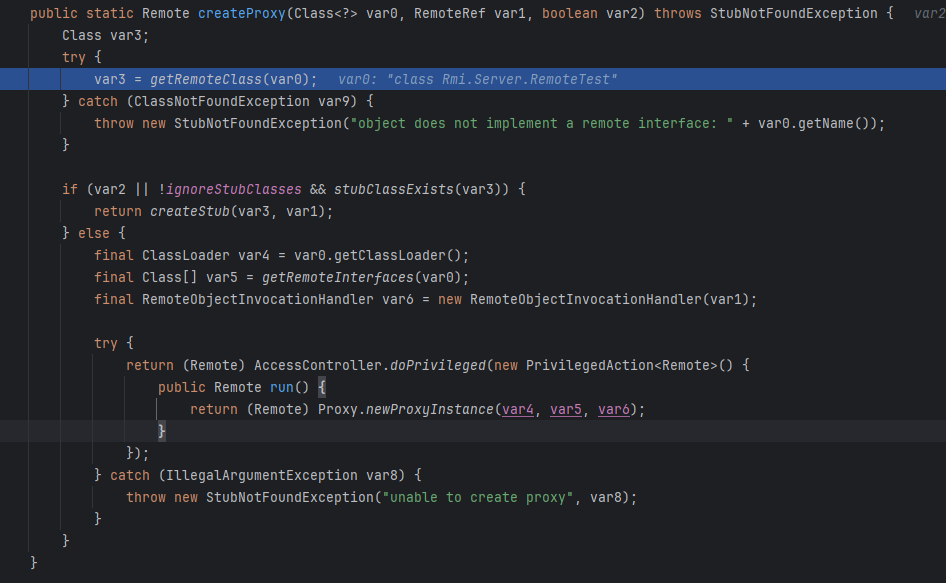 public static Remote createProxy(Class<?> var0, RemoteRef var1, boolean var2) throws StubNotFoundException {   var2
    Class var3;
    try {
        var3 = getRemoteClass(var0);   var0: "class Rmi.Server.RemoteTest"
    } catch (ClassNotFoundException var9) {
        throw new StubNotFoundException("object does not implement a remote interface: " + var0.getName());
    }

    if (var2 || !ignoreStubClasses && stubClassExists(var3)) {
        return createStub(var3, var1);
    } else {
        final ClassLoader var4 = var0.getClassLoader();
        final Class[] var5 = getRemoteInterfaces(var0);
        final RemoteObjectInvocationHandler var6 = new RemoteObjectInvocationHandler(var1);

        try {
            return (Remote) AccessController.doPrivileged(new PrivilegedAction<Remote>() {
                public Remote run() {
                    return (Remote) Proxy.newProxyInstance(var4, var5, var6);
                }
            });
        } catch (IllegalArgumentException var8) {
            throw new StubNotFoundException("unable to create proxy", var8);
        }
    }
}